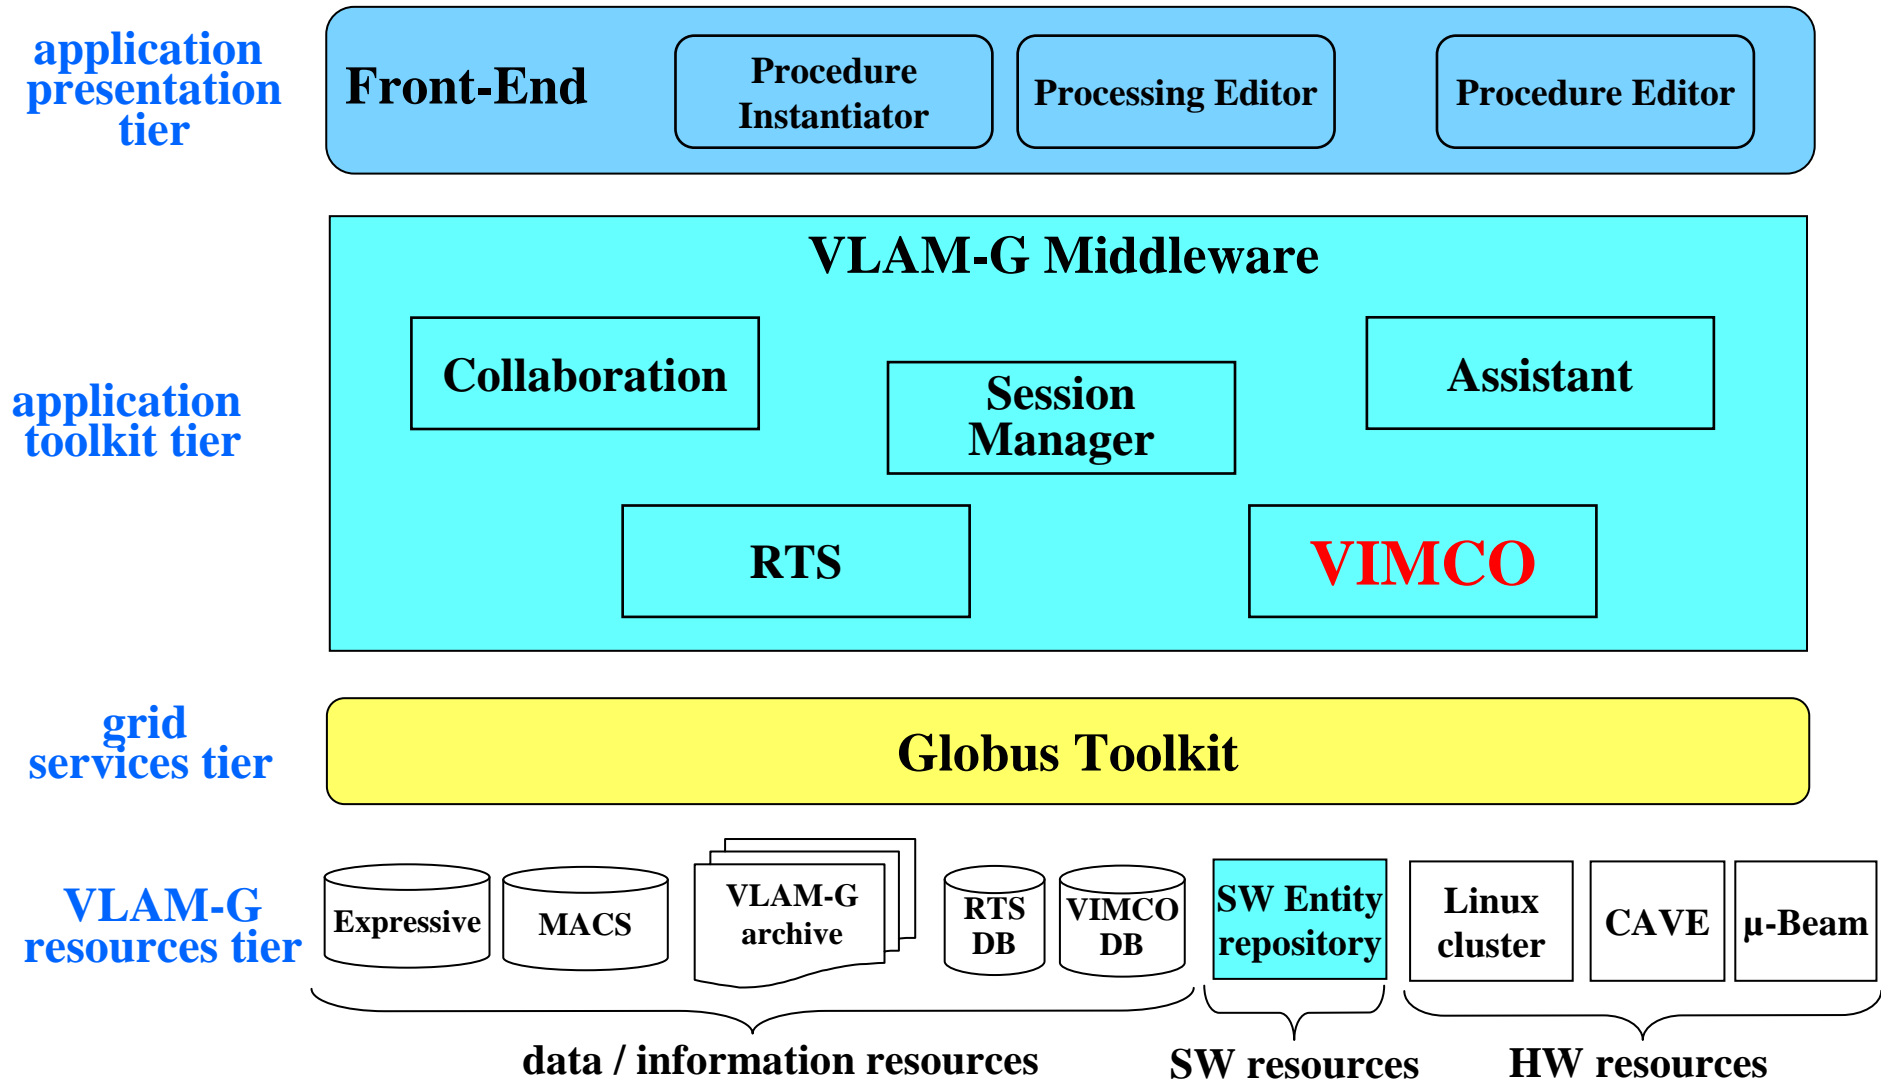 application
presentation
tier
Front-End
Procedure
Instantiator
Processing Editor
Procedure Editor
application
toolkit tier
VLAM-G Middleware
Collaboration
Session
Manager
Assistant
RTS
VIMCO
grid
services tier
Globus Toolkit
VLAM-G
resources tier
Expressive
MACS
VLAM-G
archive
RTS
DB
VIMCO
DB
SW Entity
repository
Linux
cluster
CAVE
μ-Beam
data / information resources
SW resources
HW resources